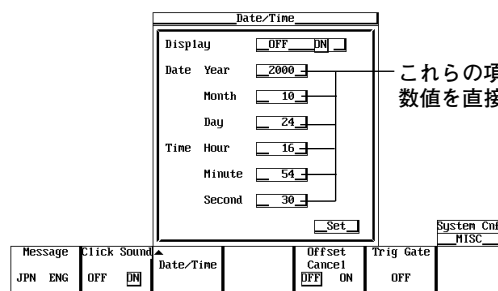 Date/Time
Display OFF ON
Date Year 2000
Month 10
Day 24
Time Hour 16
Minute 54
Second 30
Set
これらの項
数値を直接
System Cnf
MISC
Message
JPN ENG
Click Sound
OFF ON
Date/Time
Offset
Cancel
OFF ON
Trig Gate
OFF